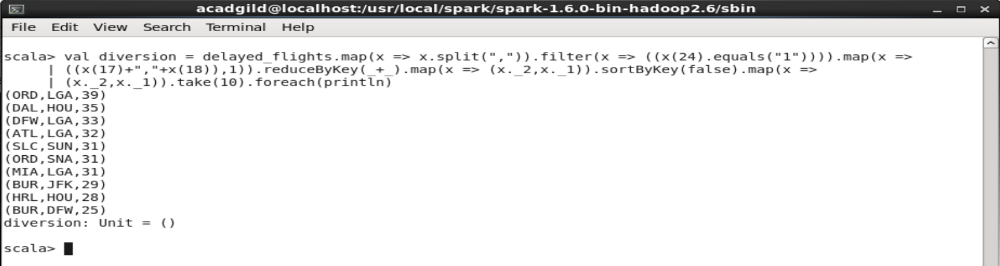 acadgild@localhost:/usr/local/spark/spark-1.6.0-bin-hadoop2.6/sbin
File Edit View Search Terminal Help
scala> val diversion = delayed_flights.map(x => x.split(",")).filter(x => ((x(24).equals("1")))).map(x =>
| ((x(17)+","+x(18)),1)).reduceByKey(_+_).map(x => (x._2,x._1)).sortByKey(false).map(x =>
| (x._2,x._1)).take(10).foreach(println)
(ORD,LGA,39)
(DAL,HOU,35)
(DFW,LGA,33)
(ATL,LGA,32)
(SLC,SUN,31)
(ORD,SNA,31)
(MIA,LGA,31)
(BUR,JFK,29)
(HRL,HOU,28)
(BUR,DFW,25)
diversion: Unit = ()
scala>